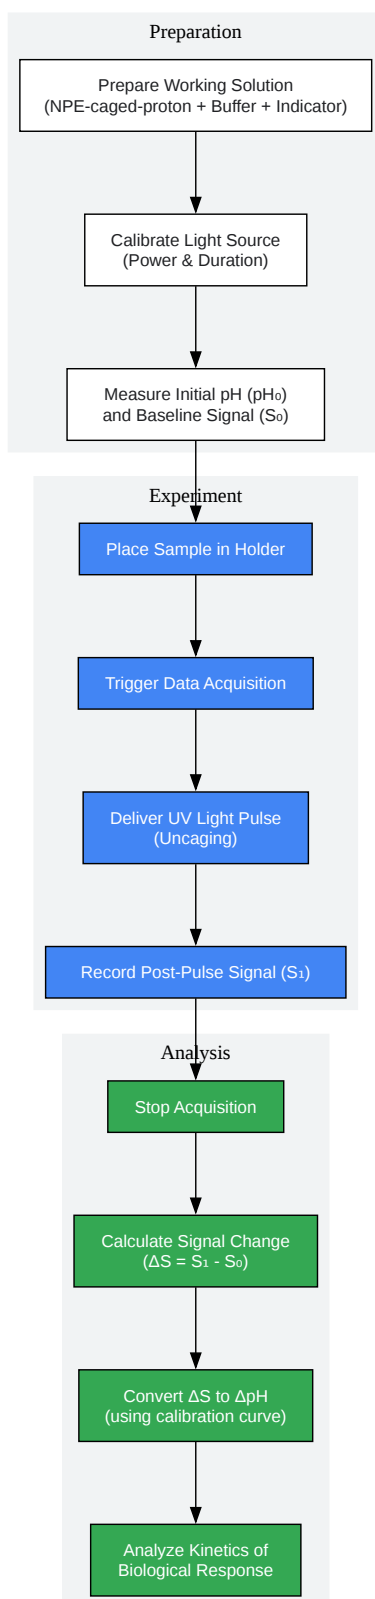 Preparation
Prepare Working Solution
(NPE-caged-proton + Buffer + Indicator)
Calibrate Light Source
(Power & Duration)
Measure Initial pH (pH₀)
and Baseline Signal (S₀)
Experiment
Place Sample in Holder
Trigger Data Acquisition
Deliver UV Light Pulse
(Uncaging)
Record Post-Pulse Signal (S₁)
Analysis
Stop Acquisition
Calculate Signal Change
(ΔS = S₁ - S₀)
Convert ΔS to ΔpH
(using calibration curve)
Analyze Kinetics of
Biological Response